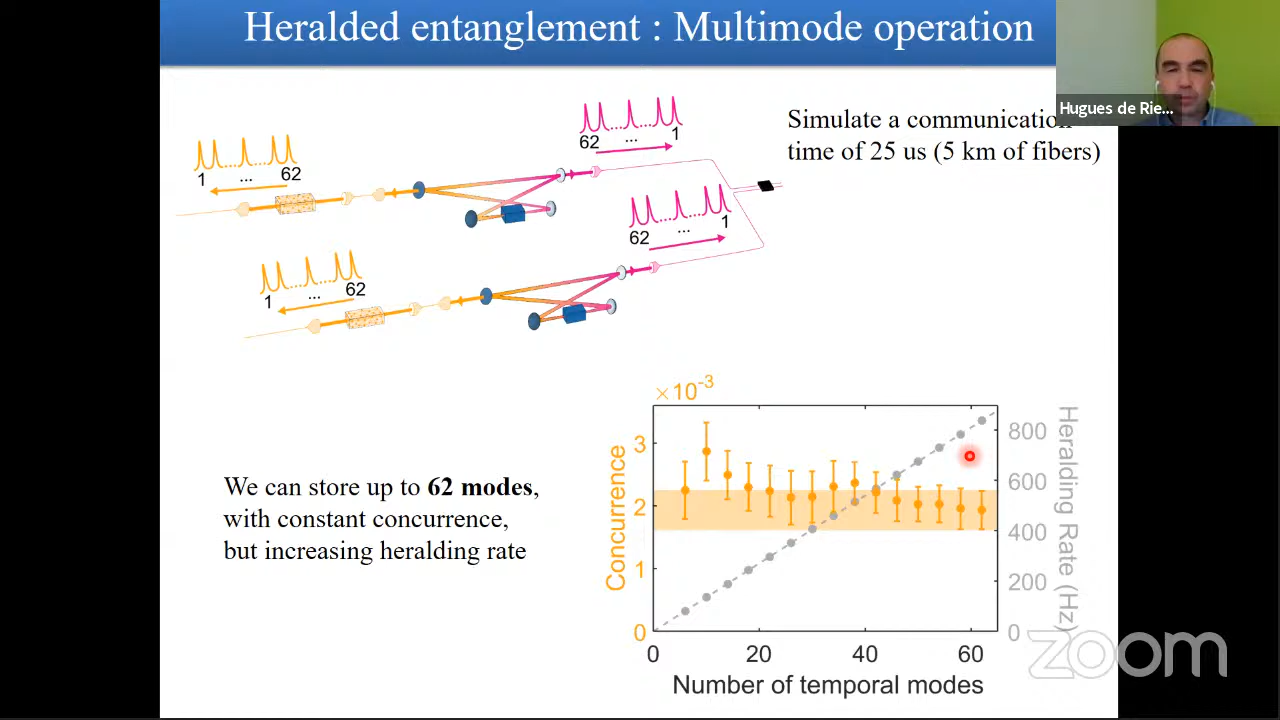 Heralded entanglement : Multimode operation
Hugues de Rie...
Simulate a communication
time of 25 us (5 km of fibers)
62 ... 1
1 ... 62
62 ... 1
1 ... 62
We can store up to 62 modes,
with constant concurrence,
but increasing heralding rate
×10-3
Concurrence
3
2
1
0
Heralding Rate (Hz)
800
600
400
200
0
0 20 40 60
Number of temporal modes
zoom